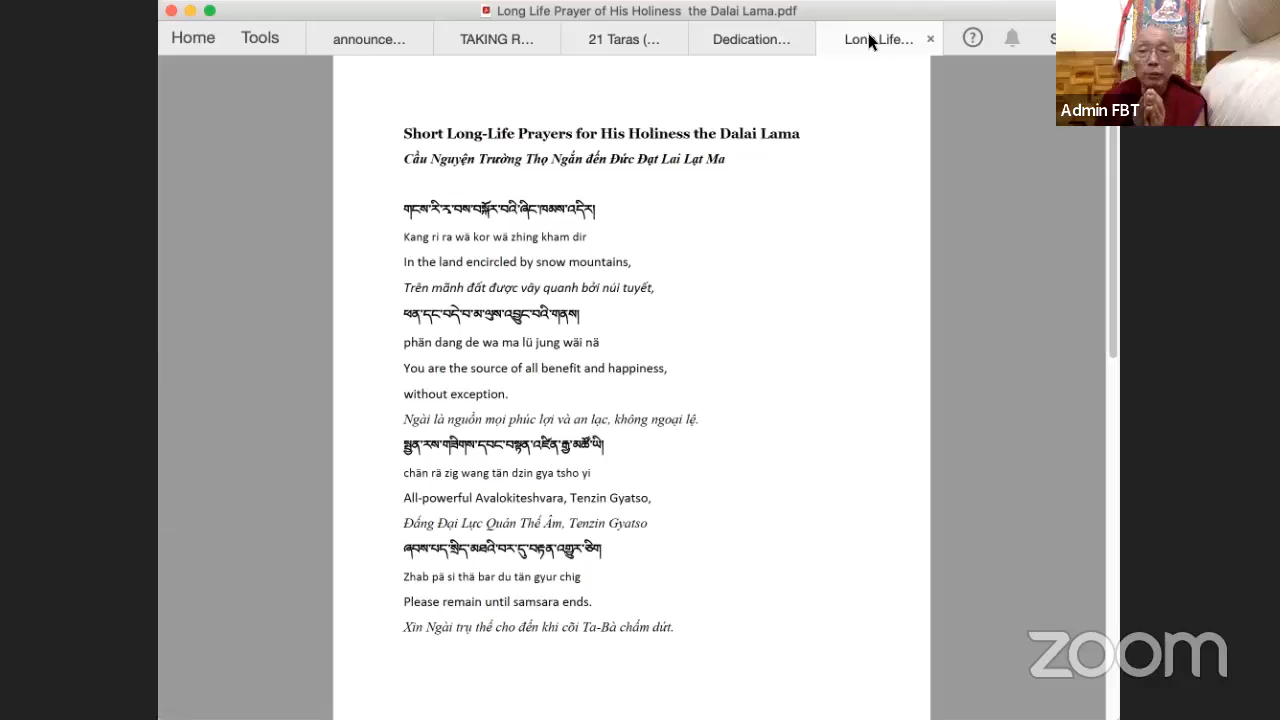 Long Life Prayer of His Holiness the Dalai Lama.pdf
Home Tools announce... TAKING R... 21 Taras (... Dedication... Long Life... × ?
Admin FBT
Short Long-Life Prayers for His Holiness the Dalai Lama
Cầu Nguyện Trường Thọ Ngắn đến Đức Đạt Lai Lạt Ma
གངས་རི་ར་བས་བསྐོར་བའི་ཞིང་ཁམས་འདིར།
Kang ri ra wä kor wä zhing kham dir
In the land encircled by snow mountains,
Trên mãnh đất được vây quanh bởi núi tuyết,
ཕན་དང་བདེ་བ་མ་ལུས་འབྱུང་བའི་གནས།
phän dang de wa ma lü jung wäi nä
You are the source of all benefit and happiness,
without exception.
Ngài là nguồn mọi phúc lợi và an lạc, không ngoại lệ.
སྤྱན་རས་གཟིགས་དབང་བསྟན་འཛིན་རྒྱ་མཚོ་ཡི།
chän rä zig wang tän dzin gya tsho yi
All-powerful Avalokiteshvara, Tenzin Gyatso,
Đấng Đại Lực Quán Thế Âm, Tenzin Gyatso
ཞབས་པད་སྲིད་མཐའི་བར་དུ་བརྟན་འགྱུར་ཅིག
Zhab pä si thä bar du tän gyur chig
Please remain until samsara ends.
Xin Ngài trụ thế cho đến khi cõi Ta-Bà chấm dứt.
zoom